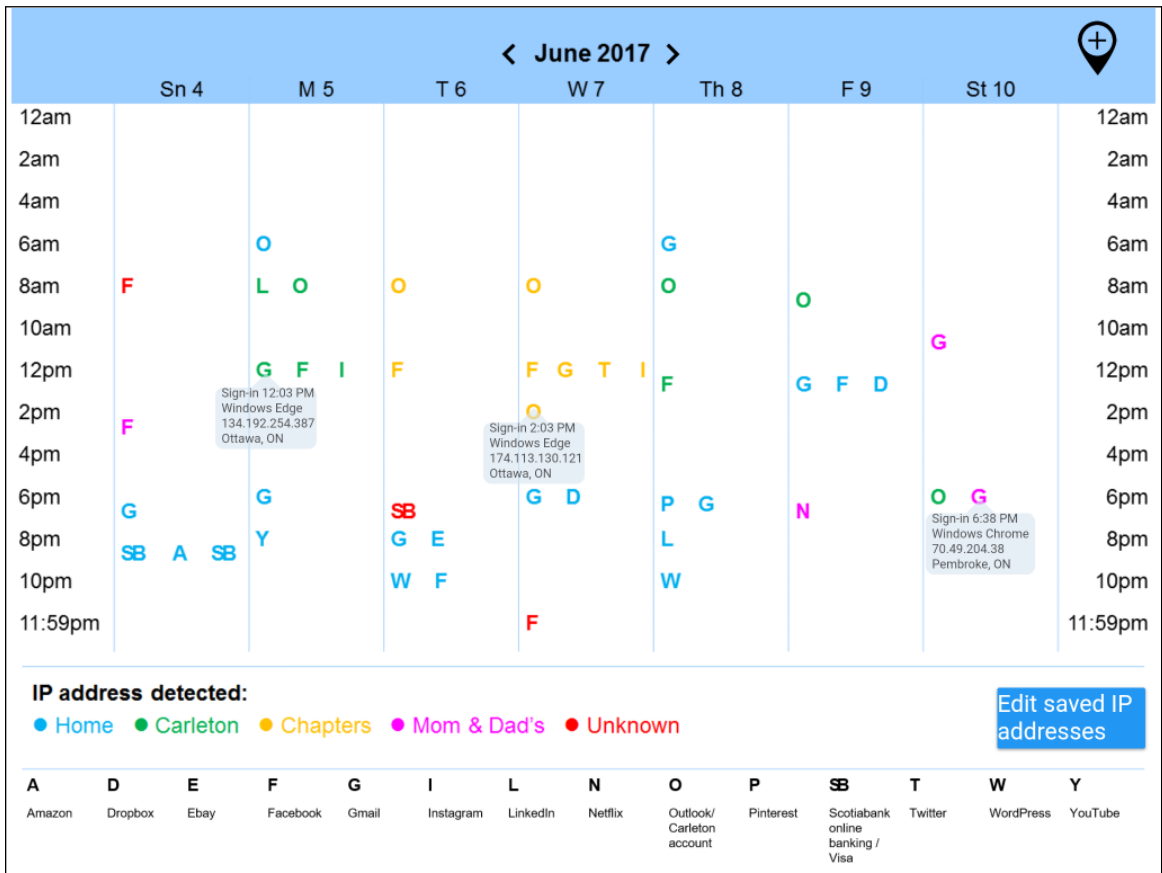 < June 2017 >
Sn 4 M 5 T 6 W 7 Th 8 F 9 St 10
12am 12am
2am 2am
4am 4am
6am O G 6am
8am F L O O O O 8am
O
10am 10am
G
12pm G F I F F G T I 12pm
F G F D
Sign-in 12:03 PM
Windows Edge
134.192.254.387
Ottawa, ON
2pm O 2pm
F
Sign-in 2:03 PM
Windows Edge
174.113.130.121
Ottawa, ON
4pm 4pm
6pm G G D O G 6pm
P G
G SB N
Sign-in 6:38 PM
Windows Chrome
70.49.204.38
Pembroke, ON
8pm Y G E L 8pm
SB A SB
10pm W F W 10pm
11:59pm F 11:59pm
IP address detected:
Home Carleton Chapters Mom & Dad's Unknown
Edit saved IP
addresses
A D E F G I L N O P SB T W Y
Amazon Dropbox Ebay Facebook Gmail Instagram LinkedIn Netflix Outlook/ Pinterest Scotiabank Twitter WordPress YouTube
Carleton online
account banking /
Visa